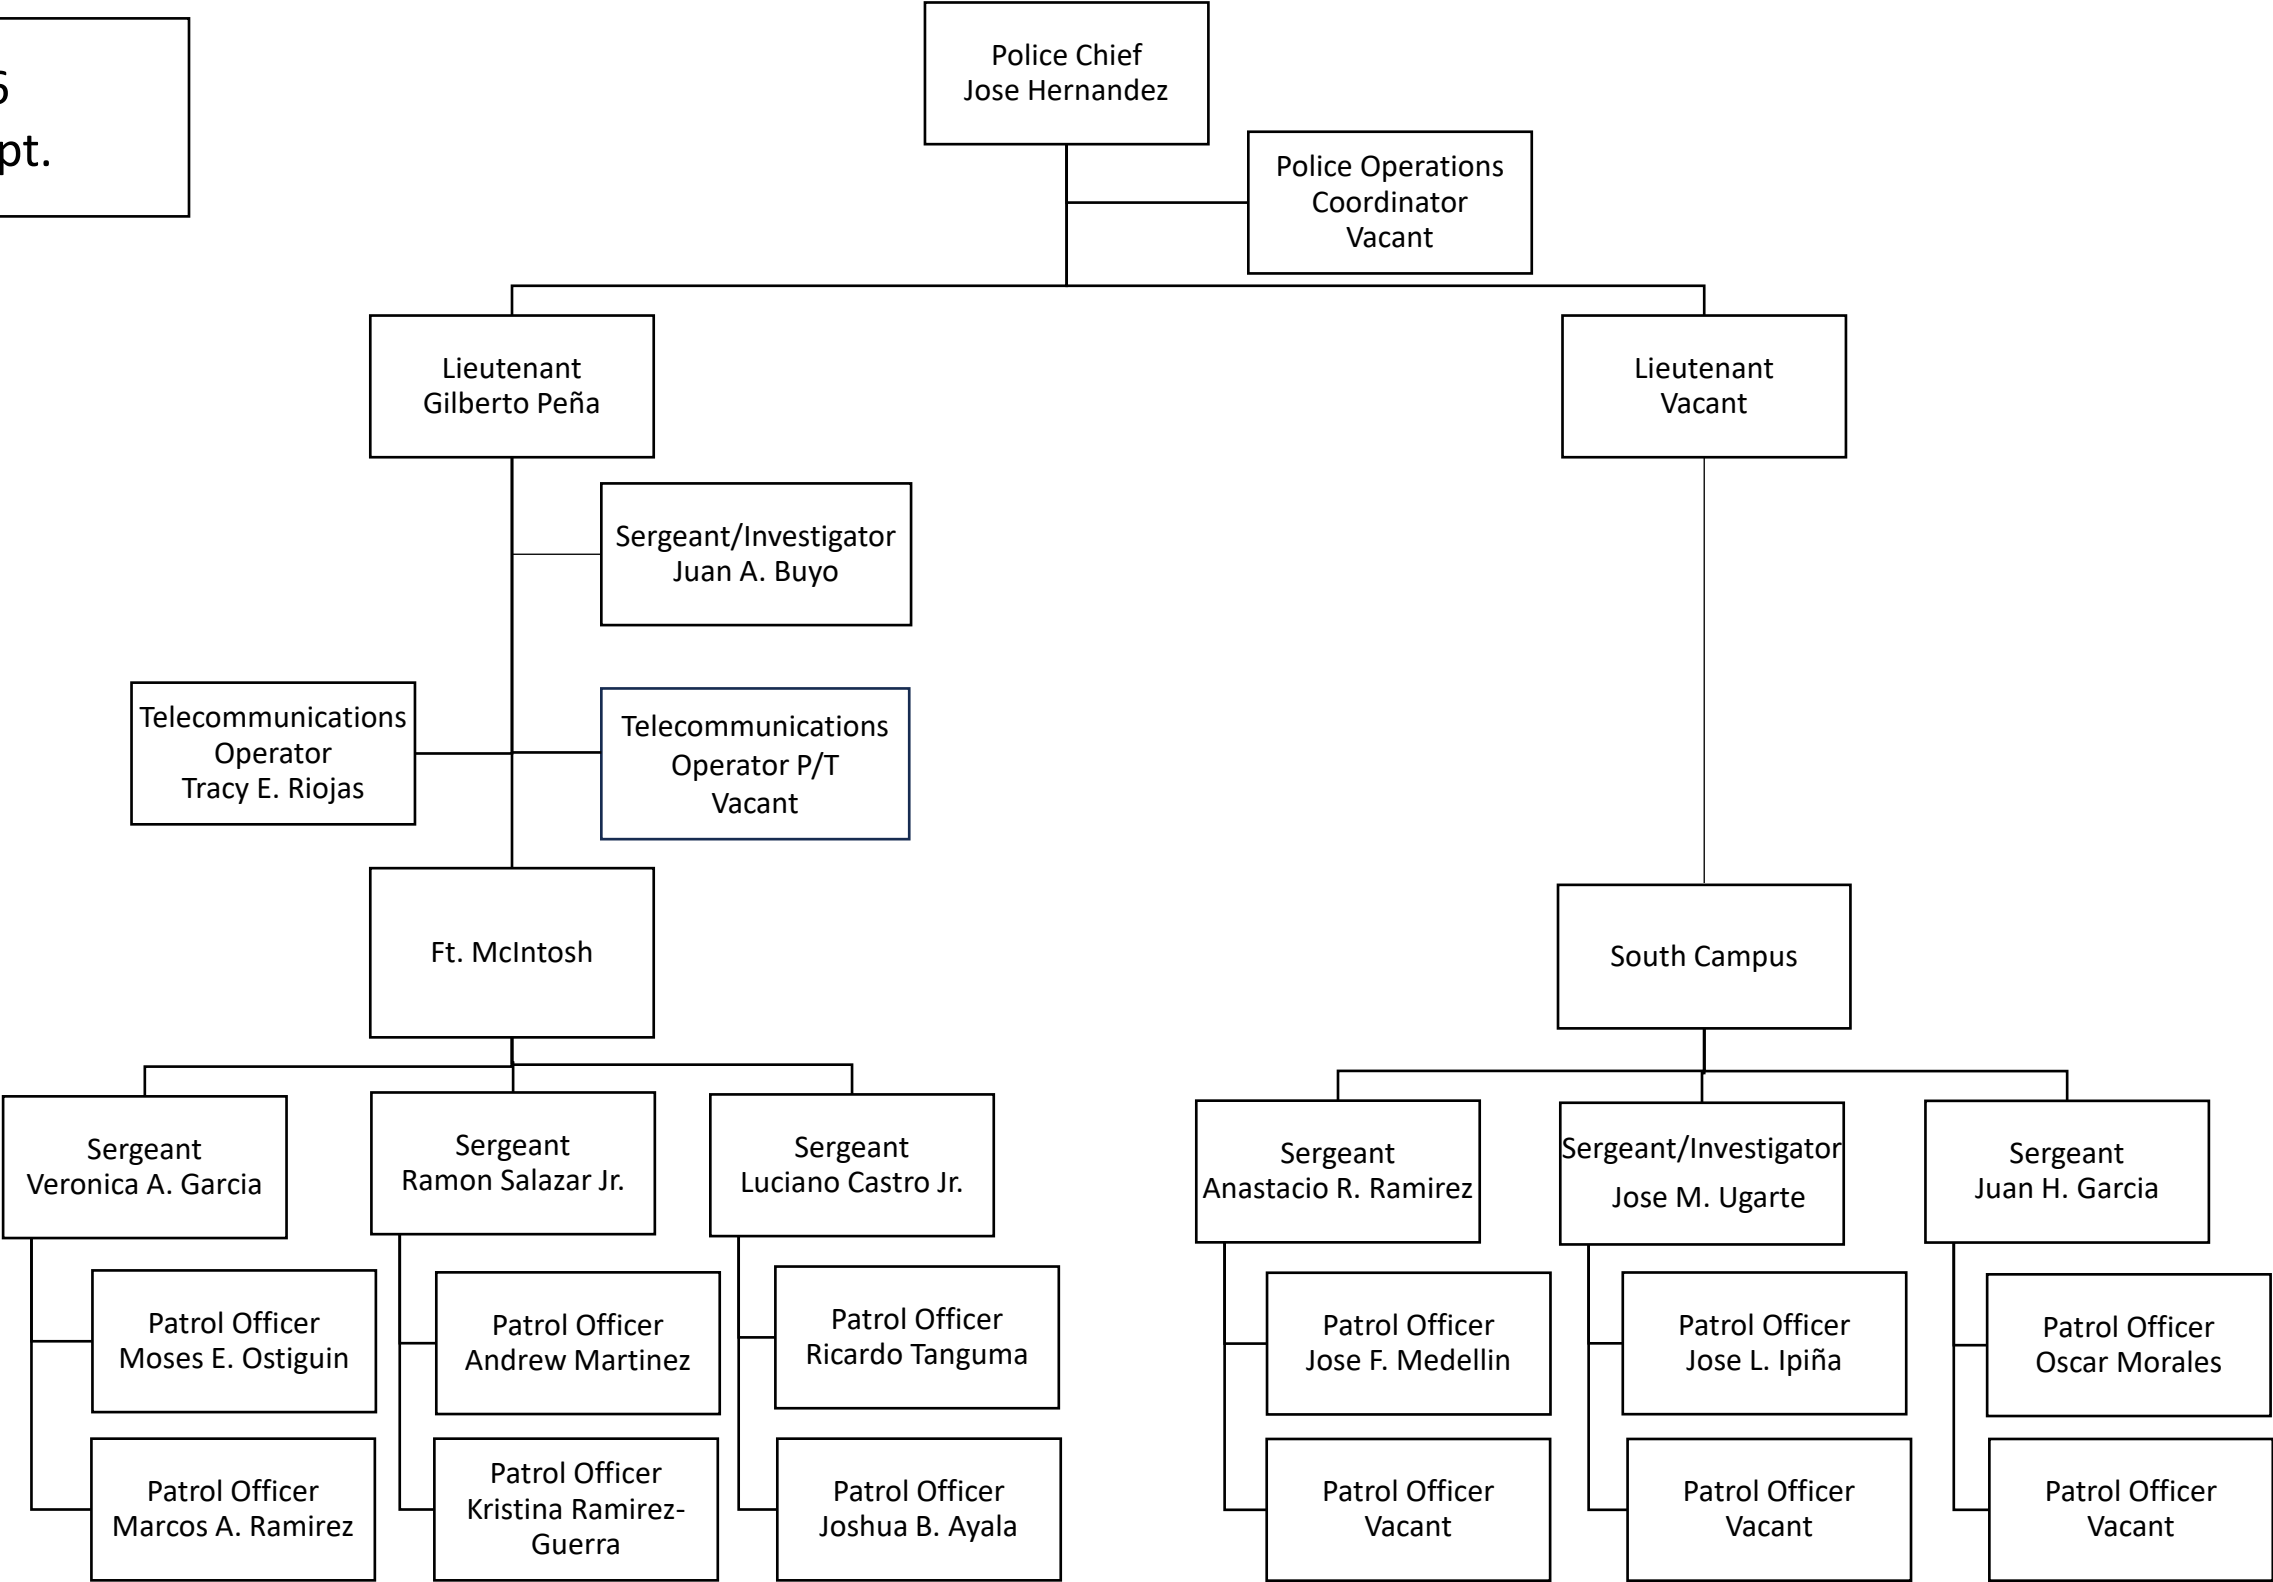 pt.
Police Chief
Jose Hernandez
Police Operations
Coordinator
Vacant
Lieutenant
Gilberto Peña
Lieutenant
Vacant
Sergeant/Investigator
Juan A. Buyo
Telecommunications
Operator
Tracy E. Riojas
Telecommunications
Operator P/T
Vacant
Ft. McIntosh
South Campus
Sergeant
Veronica A. Garcia
Sergeant
Ramon Salazar Jr.
Sergeant
Luciano Castro Jr.
Sergeant
Anastacio R. Ramirez
Sergeant/Investigator
Jose M. Ugarte
Sergeant
Juan H. Garcia
Patrol Officer
Moses E. Ostiguin
Patrol Officer
Andrew Martinez
Patrol Officer
Ricardo Tanguma
Patrol Officer
Jose F. Medellin
Patrol Officer
Jose L. Ipiña
Patrol Officer
Oscar Morales
Patrol Officer
Marcos A. Ramirez
Patrol Officer
Kristina Ramirez-
Guerra
Patrol Officer
Joshua B. Ayala
Patrol Officer
Vacant
Patrol Officer
Vacant
Patrol Officer
Vacant